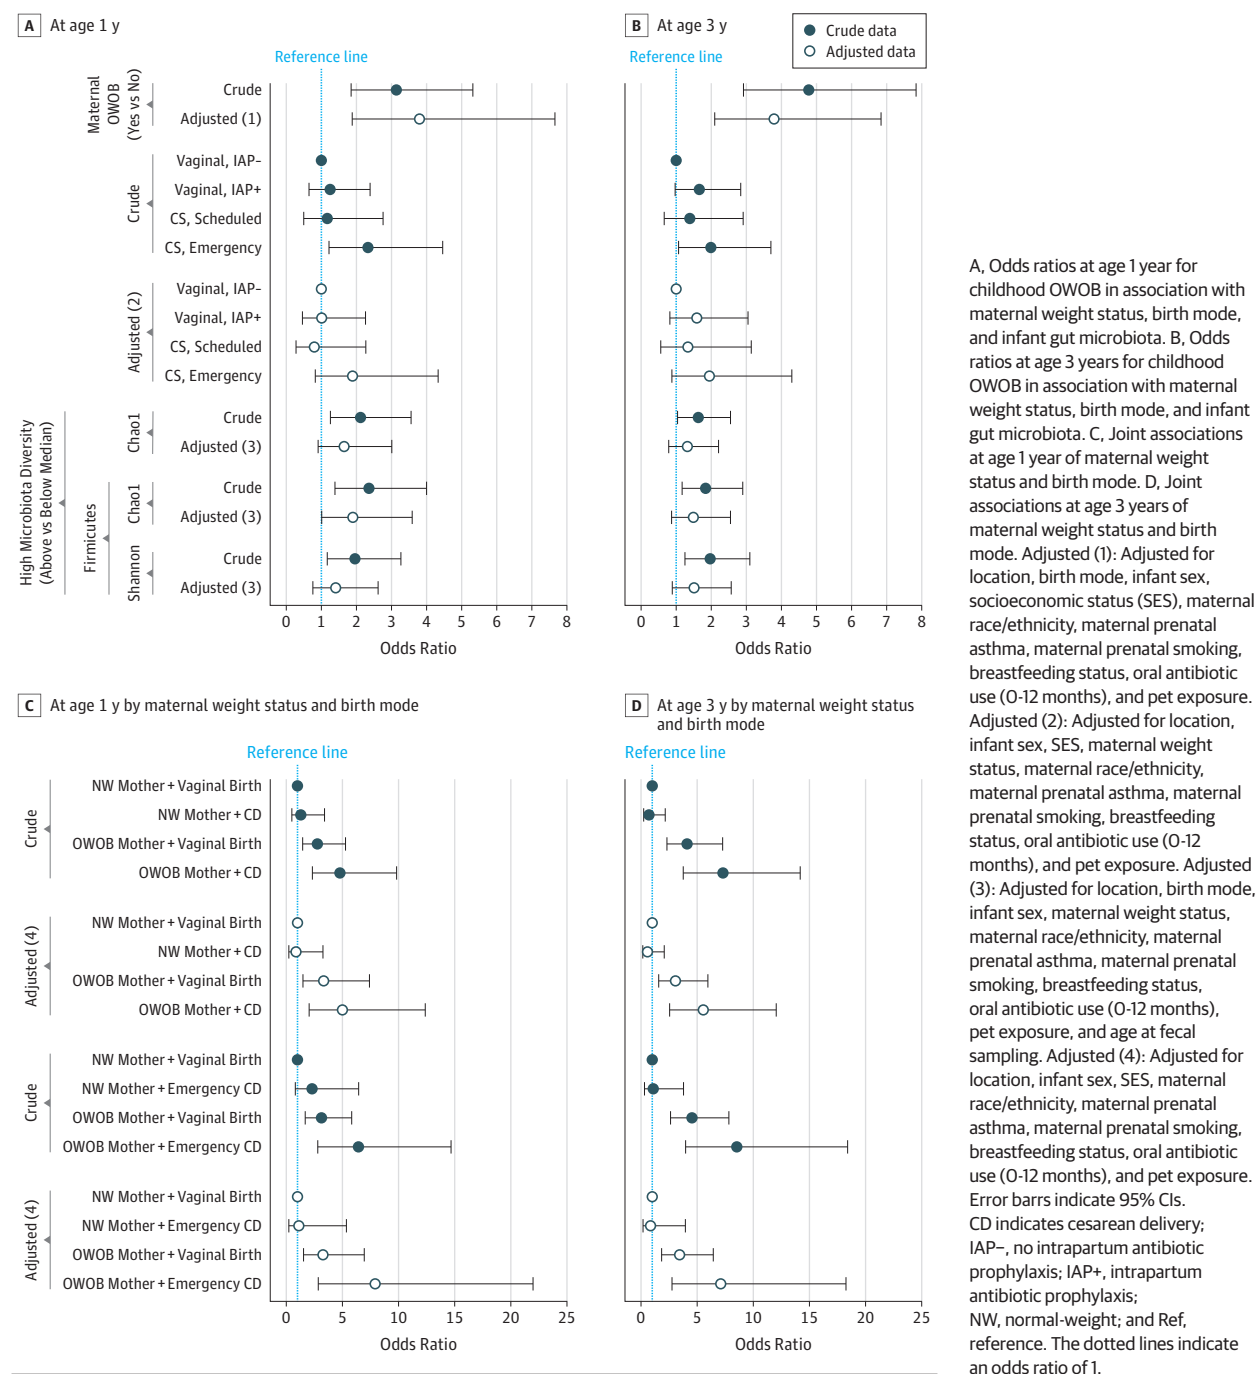 A At age 1 y
Reference line
Maternal
OWOB
(Yes vs No)
Crude
Adjusted (1)
Crude
Vaginal, IAP-
Vaginal, IAP+
CS, Scheduled
CS, Emergency
Adjusted (2)
Vaginal, IAP-
Vaginal, IAP+
CS, Scheduled
CS, Emergency
High Microbiota Diversity
(Above vs Below Median)
Chao1
Crude
Adjusted (3)
Firmicutes
Chao1
Crude
Adjusted (3)
Shannon
Crude
Adjusted (3)
0 1 2 3 4 5 6 7 8
Odds Ratio
B At age 3 y
Crude data
Adjusted data
Reference line
0 1 2 3 4 5 6 7 8
Odds Ratio
C At age 1 y by maternal weight status and birth mode
Reference line
Crude
NW Mother + Vaginal Birth
NW Mother + CD
OWOB Mother + Vaginal Birth
OWOB Mother + CD
Adjusted (4)
NW Mother + Vaginal Birth
NW Mother + CD
OWOB Mother + Vaginal Birth
OWOB Mother + CD
Crude
NW Mother + Vaginal Birth
NW Mother + Emergency CD
OWOB Mother + Vaginal Birth
OWOB Mother + Emergency CD
Adjusted (4)
NW Mother + Vaginal Birth
NW Mother + Emergency CD
OWOB Mother + Vaginal Birth
OWOB Mother + Emergency CD
0 5 10 15 20 25
Odds Ratio
D At age 3 y by maternal weight status
and birth mode
Reference line
0 5 10 15 20 25
Odds Ratio
A, Odds ratios at age 1 year for
childhood OWOB in association with
maternal weight status, birth mode,
and infant gut microbiota. B, Odds
ratios at age 3 years for childhood
OWOB in association with maternal
weight status, birth mode, and infant
gut microbiota. C, Joint associations
at age 1 year of maternal weight
status and birth mode. D, Joint
associations at age 3 years of
maternal weight status and birth
mode. Adjusted (1): Adjusted for
location, birth mode, infant sex,
socioeconomic status (SES), maternal
race/ethnicity, maternal prenatal
asthma, maternal prenatal smoking,
breastfeeding status, oral antibiotic
use (0-12 months), and pet exposure.
Adjusted (2): Adjusted for location,
infant sex, SES, maternal weight
status, maternal race/ethnicity,
maternal prenatal asthma, maternal
prenatal smoking, breastfeeding
status, oral antibiotic use (0-12
months), and pet exposure. Adjusted
(3): Adjusted for location, birth mode,
infant sex, maternal weight status,
maternal race/ethnicity, maternal
prenatal asthma, maternal prenatal
smoking, breastfeeding status,
oral antibiotic use (0-12 months),
pet exposure, and age at fecal
sampling. Adjusted (4): Adjusted for
location, infant sex, SES, maternal
race/ethnicity, maternal prenatal
asthma, maternal prenatal smoking,
breastfeeding status, oral antibiotic
use (0-12 months), and pet exposure.
Error barrs indicate 95% CIs.
CD indicates cesarean delivery;
IAP−, no intrapartum antibiotic
prophylaxis; IAP+, intrapartum
antibiotic prophylaxis;
NW, normal-weight; and Ref,
reference. The dotted lines indicate
an odds ratio of 1.